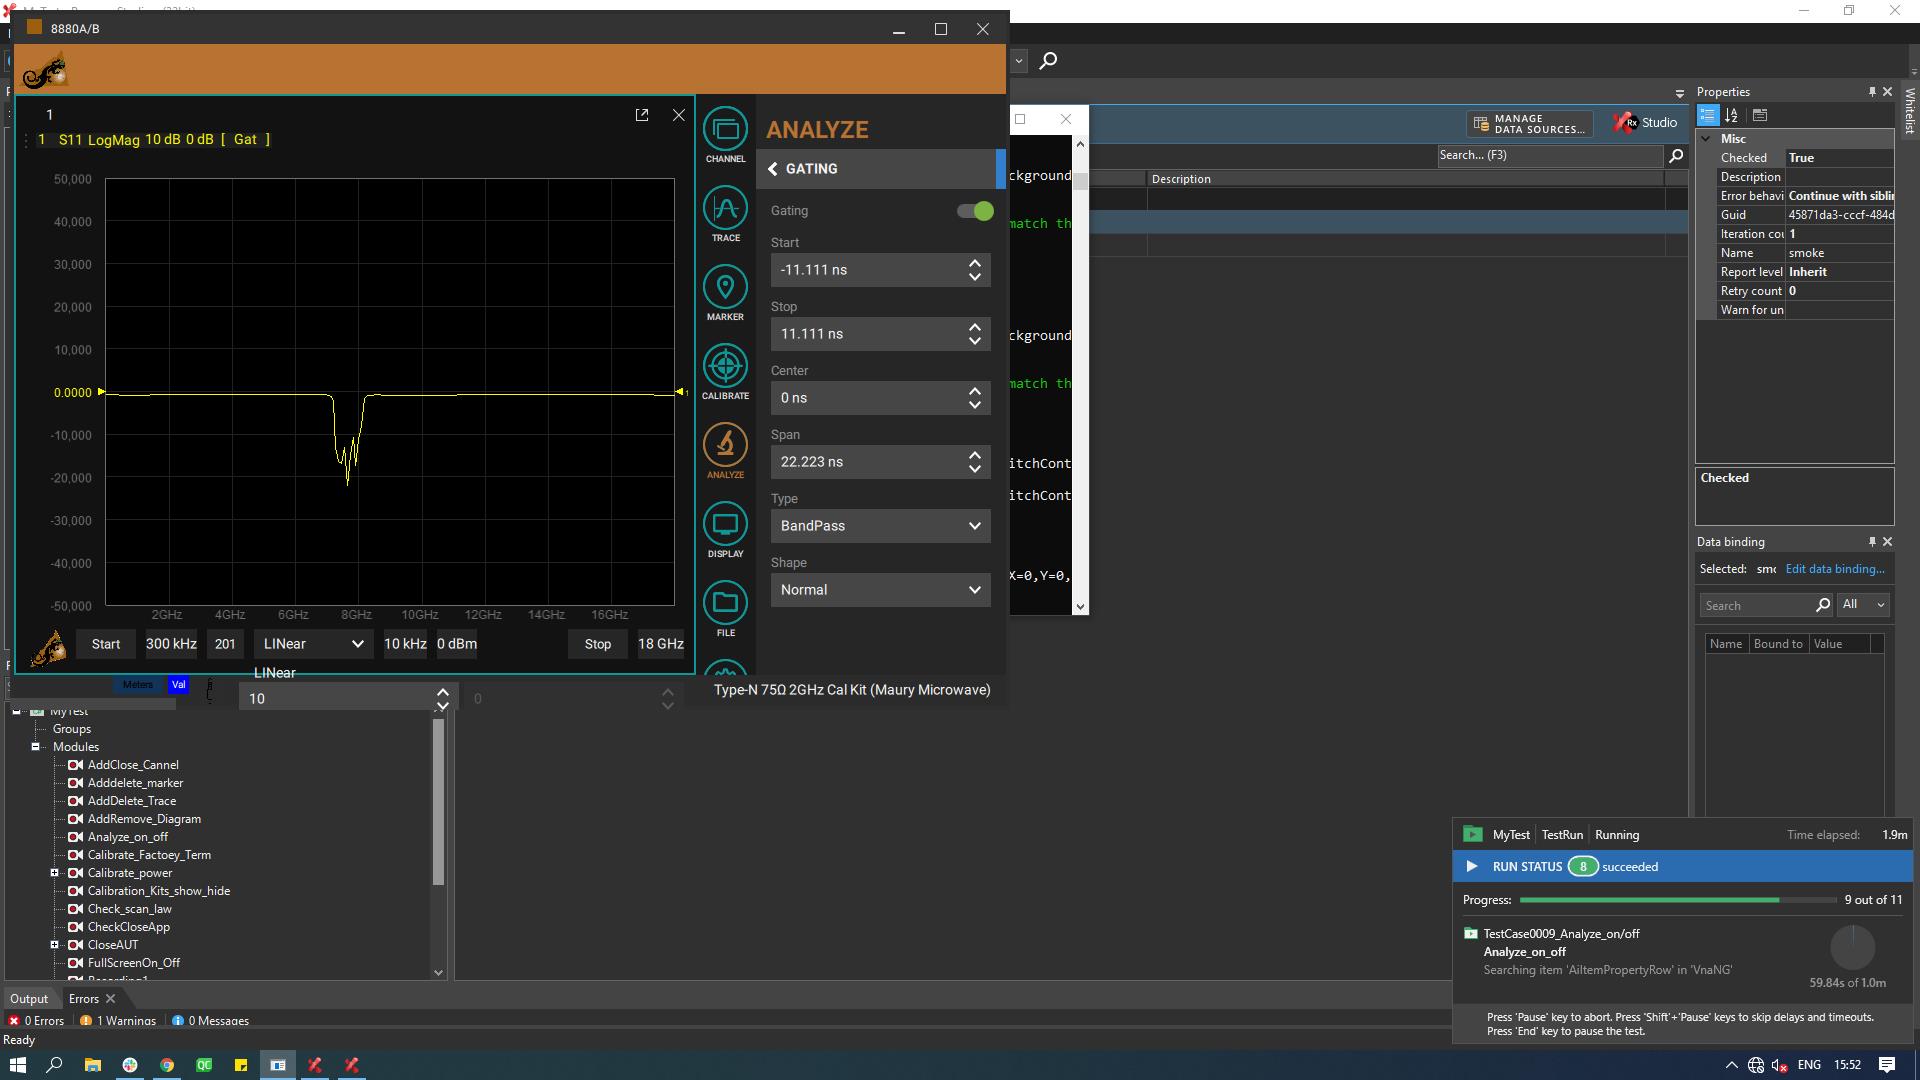 8880A/B
1
1 S11 LogMag 10 dB 0 dB [ Gat ]
50,000
40,000
30,000
20,000
10,000
0.0000
-10,000
-20,000
-30,000
-40,000
-50,000
2GHz 4GHz 6GHz 8GHz 10GHz 12GHz 14GHz 16GHz
1
Start 300 kHz 201 LINear 10 kHz 0 dBm Stop 18 GHz
LINear
Meters Val
10
0
Type-N 75Ω 2GHz Cal Kit (Maury Microwave)
CHANNEL
TRACE
MARKER
CALIBRATE
ANALYZE
DISPLAY
FILE
ANALYZE
GATING
Gating
Start
-11.111 ns
Stop
11.111 ns
Center
0 ns
Span
22.223 ns
Type
BandPass
Shape
Normal
ckground
match th
ckground
match th
itchCont
itchCont
X=0,Y=0,
MANAGE
DATA SOURCES...
Rx Studio
Search... (F3)
Description
Properties
Whitelist
Misc
Checked True
Description
Error behavi Continue with siblin
Guid 45871da3-cccf-484d
Iteration cou 1
Name smoke
Report level Inherit
Retry count 0
Warn for un
Checked
Data binding
Selected: smc Edit data binding...
Search All
Name Bound to Value
MyTest
Groups
Modules
AddClose_Cannel
Adddelete_marker
AddDelete_Trace
AddRemove_Diagram
Analyze_on_off
Calibrate_Factoey_Term
Calibrate_power
Calibration_Kits_show_hide
Check_scan_law
CheckCloseApp
CloseAUT
FullScreenOn_Off
Recording1
Output Errors
0 Errors 1 Warnings 0 Messages
Ready
MyTest TestRun Running Time elapsed: 1.9m
RUN STATUS 8 succeeded
Progress: 9 out of 11
TestCase0009_Analyze_on/off
Analyze_on_off
Searching item 'AiItemPropertyRow' in 'VnaNG'
59.84s of 1.0m
Press 'Pause' key to abort. Press 'Shift'+'Pause' keys to skip delays and timeouts.
Press 'End' key to pause the test.
QC
ENG 15:52